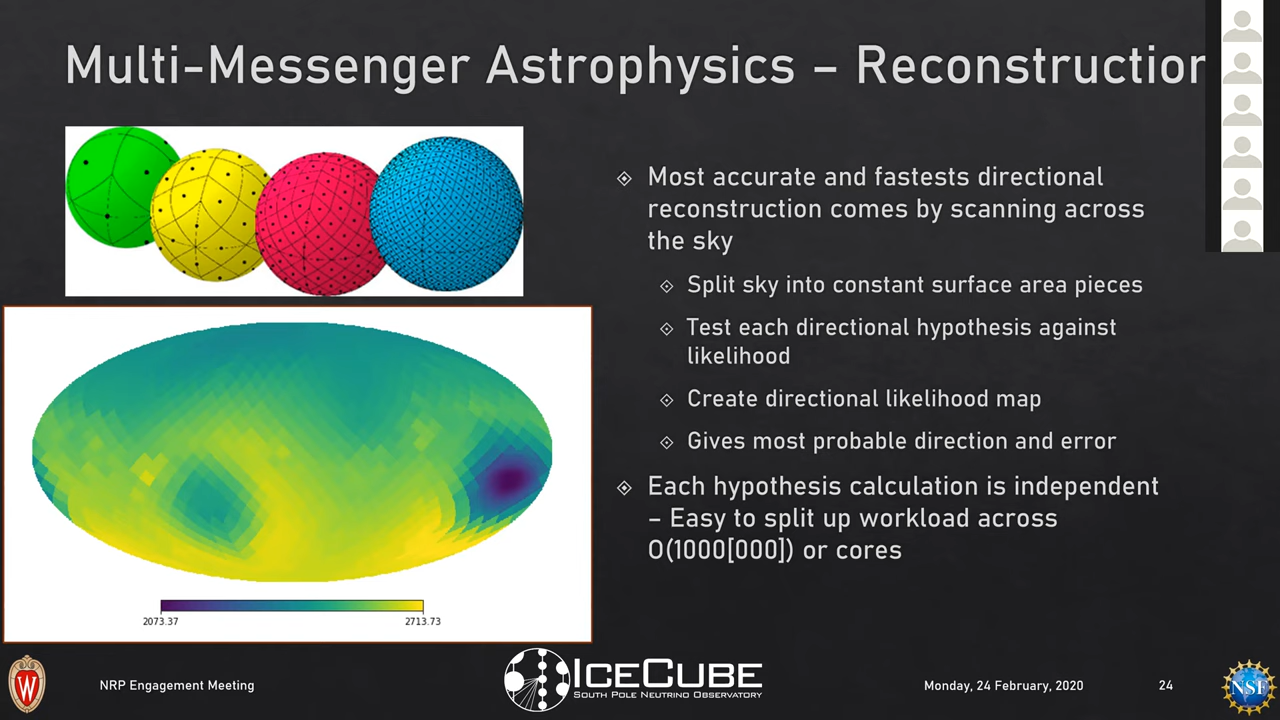 Multi-Messenger Astrophysics – Reconstruction
Most accurate and fastests directional
reconstruction comes by scanning across
the sky
Split sky into constant surface area pieces
Test each directional hypothesis against
likelihood
Create directional likelihood map
Gives most probable direction and error
Each hypothesis calculation is independent
– Easy to split up workload across
O(1000[000]) or cores
2073.37
2713.73
W
NRP Engagement Meeting
ICECUBE
SOUTH POLE NEUTRINO OBSERVATORY
Monday, 24 February, 2020
24
NSF